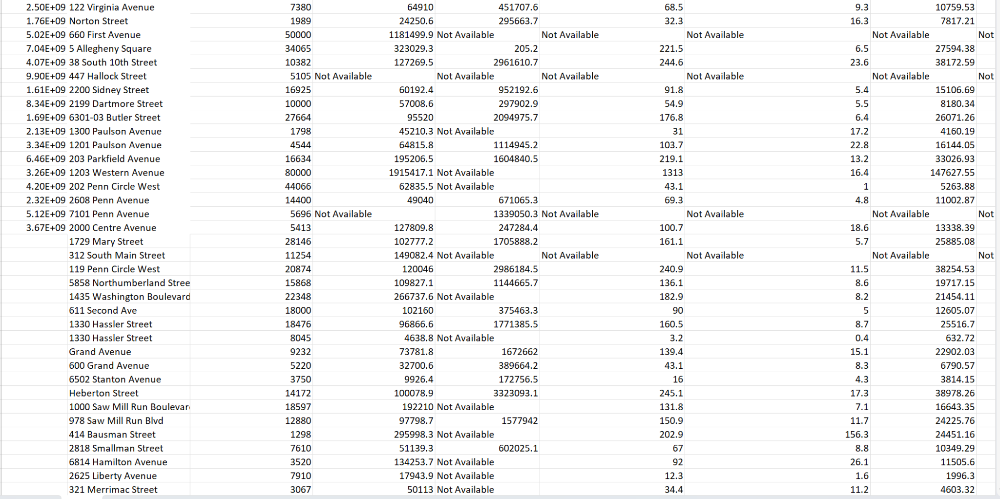 2.50E+09 122 Virginia Avenue 7380 64910 451707.6 68.5 9.3 10759.53
1.76E+09 Norton Street 1989 24250.6 295663.7 32.3 16.3 7817.21
5.02E+09 660 First Avenue 50000 1181499.9 Not Available Not Available Not Available Not Available Not
7.04E+09 5 Allegheny Square 34065 323029.3 205.2 221.5 6.5 27594.38
4.07E+09 38 South 10th Street 10382 127269.5 2961610.7 244.6 23.6 38172.59
9.90E+09 447 Hallock Street 5105 Not Available Not Available Not Available Not Available Not Available Not
1.61E+09 2200 Sidney Street 16925 60192.4 952192.6 91.8 5.4 15106.69
8.34E+09 2199 Dartmore Street 10000 57008.6 297902.9 54.9 5.5 8180.34
1.69E+09 6301-03 Butler Street 27664 95520 2094975.7 176.8 6.4 26071.26
2.13E+09 1300 Paulson Avenue 1798 45210.3 Not Available 31 17.2 4160.19
3.34E+09 1201 Paulson Avenue 4544 64815.8 1114945.2 103.7 22.8 16144.05
6.46E+09 203 Parkfield Avenue 16634 195206.5 1604840.5 219.1 13.2 33026.93
3.26E+09 1203 Western Avenue 80000 1915417.1 Not Available 1313 16.4 147627.55
4.20E+09 202 Penn Circle West 44066 62835.5 Not Available 43.1 1 5263.88
2.32E+09 2608 Penn Avenue 14400 49040 671065.3 69.3 4.8 11002.87
5.12E+09 7101 Penn Avenue 5696 Not Available 1339050.3 Not Available Not Available Not Available Not
3.67E+09 2000 Centre Avenue 5413 127809.8 247284.4 100.7 18.6 13338.39
1729 Mary Street 28146 102777.2 1705888.2 161.1 5.7 25885.08
312 South Main Street 11254 149082.4 Not Available Not Available Not Available Not Available Not
119 Penn Circle West 20874 120046 2986184.5 240.9 11.5 38254.53
5858 Northumberland Stree 15868 109827.1 1144665.7 136.1 8.6 19717.15
1435 Washington Boulevard 22348 266737.6 Not Available 182.9 8.2 21454.11
611 Second Ave 18000 102160 375463.3 90 5 12605.07
1330 Hassler Street 18476 96866.6 1771385.5 160.5 8.7 25516.7
1330 Hassler Street 8045 4638.8 Not Available 3.2 0.4 632.72
Grand Avenue 9232 73781.8 1672662 139.4 15.1 22902.03
600 Grand Avenue 5220 32700.6 389664.2 43.1 8.3 6790.57
6502 Stanton Avenue 3750 9926.4 172756.5 16 4.3 3814.15
Heberton Street 14172 100078.9 3323093.1 245.1 17.3 38978.26
1000 Saw Mill Run Boulevar 18597 192210 Not Available 131.8 7.1 16643.35
978 Saw Mill Run Blvd 12880 97798.7 1577942 150.9 11.7 24225.76
414 Bausman Street 1298 295998.3 Not Available 202.9 156.3 24451.16
2818 Smallman Street 7610 51139.3 602025.1 67 8.8 10349.29
6814 Hamilton Avenue 3520 134253.7 Not Available 92 26.1 11505.6
2625 Liberty Avenue 7910 17943.9 Not Available 12.3 1.6 1996.3
321 Merrimac Street 3067 50113 Not Available 34.4 11.2 4603.32